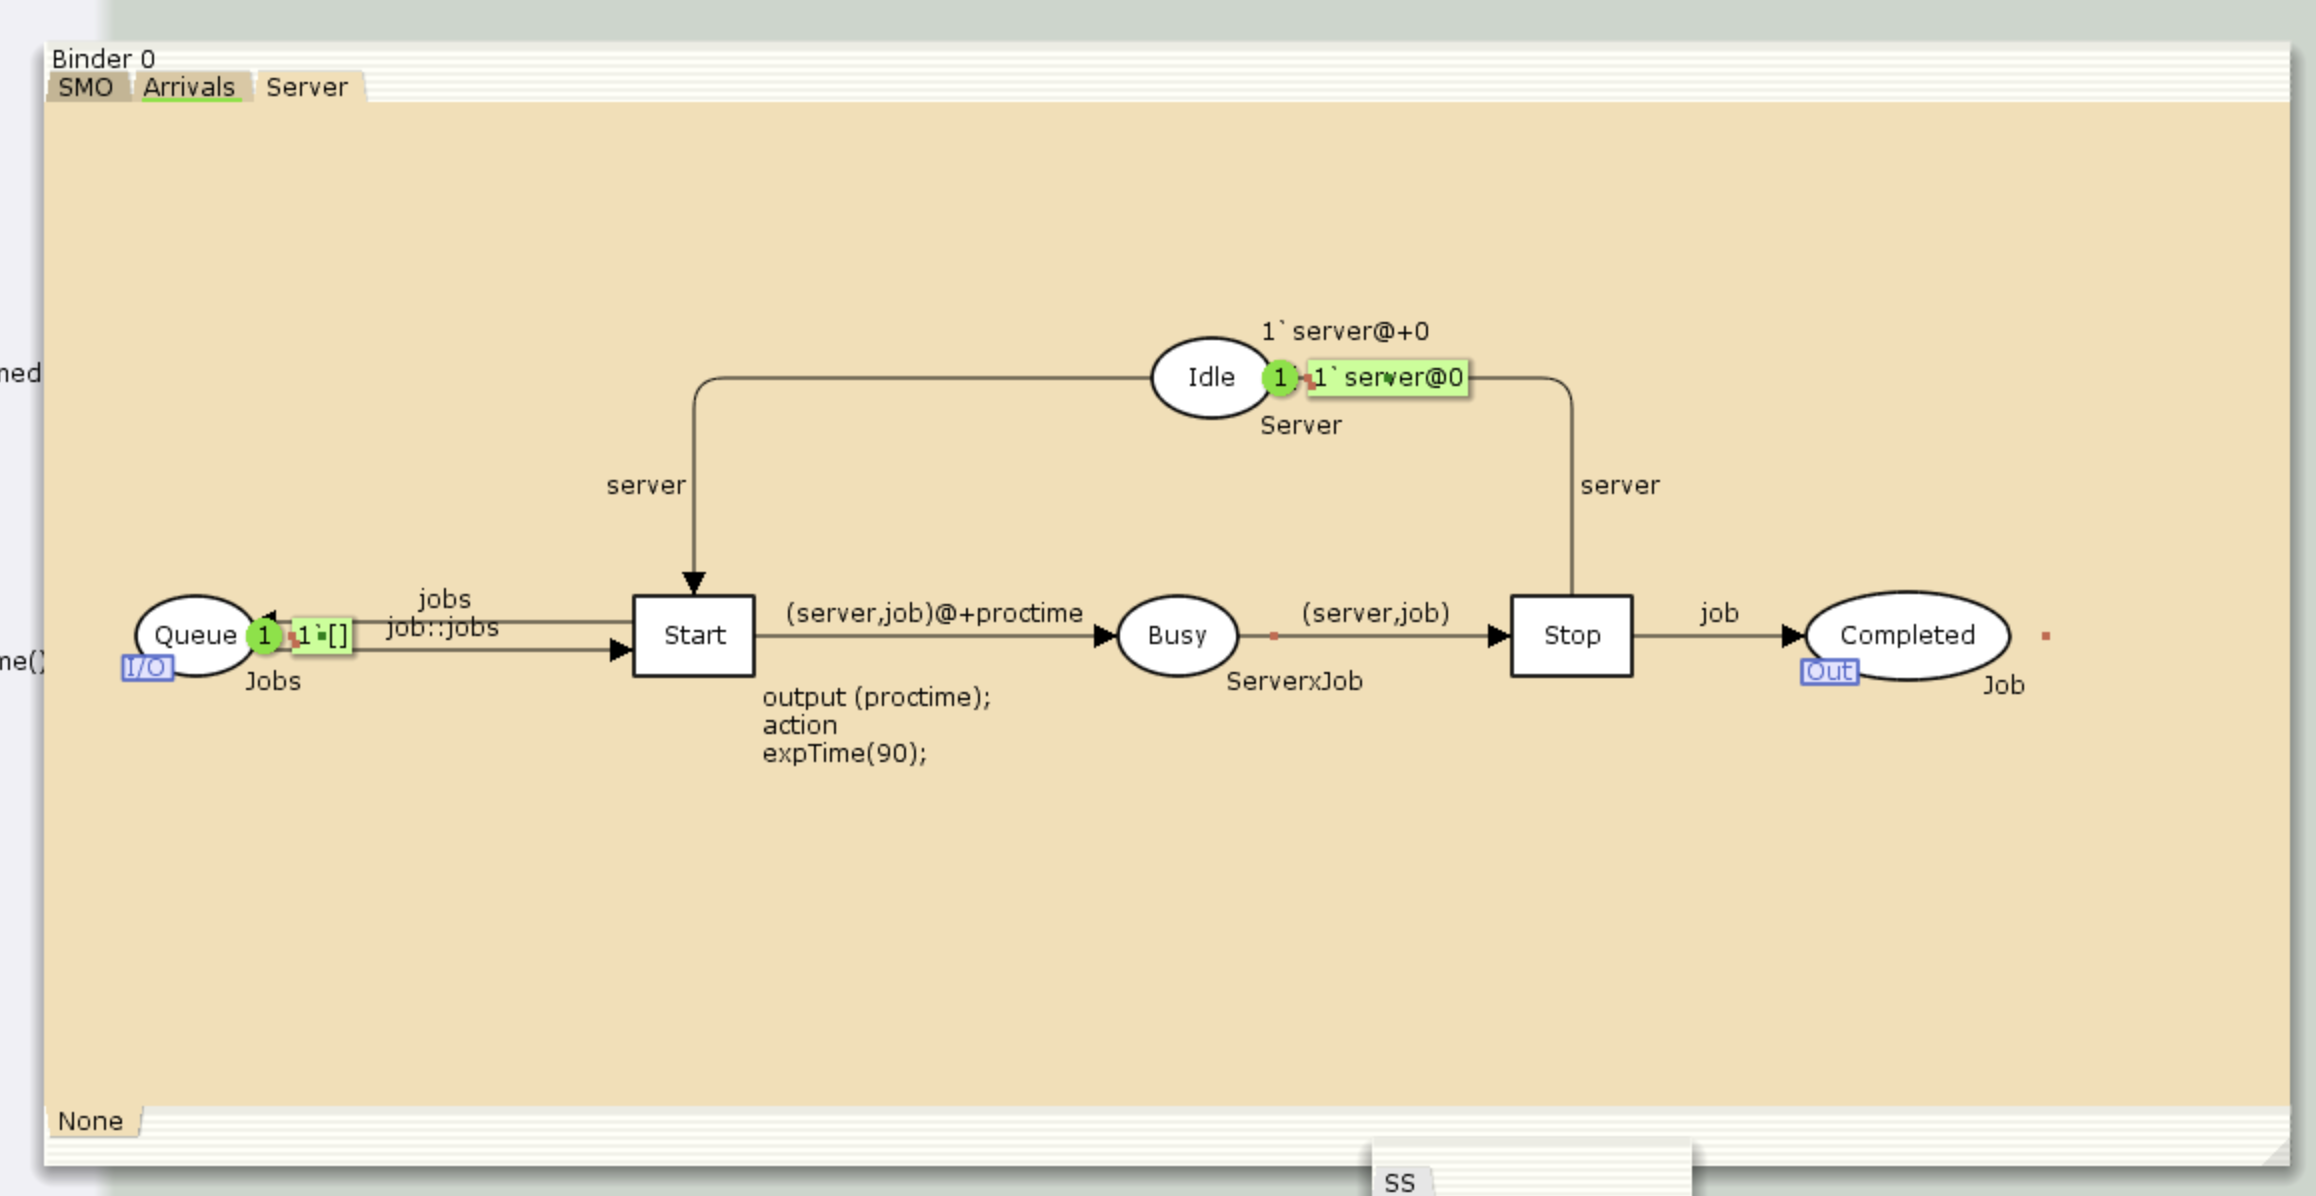 Binder 0
SMO Arrivals Server
1`server@+0
ned
Idle 1 1`server@0
Server
server server
jobs
job::jobs
(server,job)@+proctime
(server,job)
job
Queue 1 1`[] Start Busy Stop Completed
me()
I/O
Out
Jobs
ServerxJob
Job
output (proctime);
action
expTime(90);
None
SS